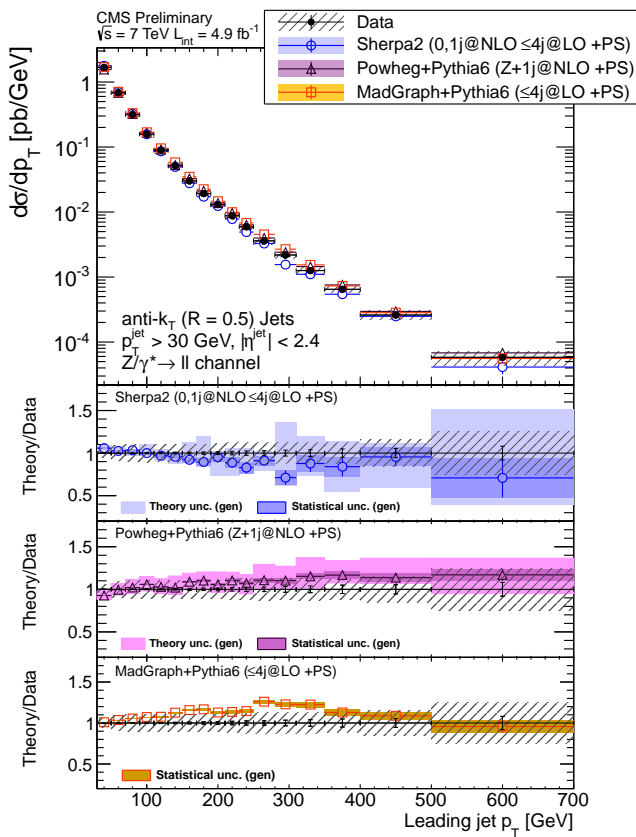 CMS Preliminary
√s = 7 TeV L_int = 4.9 fb⁻¹
Data
Sherpa2 (0,1j@NLO ≤4j@LO +PS)
Powheg+Pythia6 (Z+1j@NLO +PS)
MadGraph+Pythia6 (≤4j@LO +PS)
dσ/dp_T [pb/GeV]
1
10⁻¹
10⁻²
10⁻³
10⁻⁴
anti-k_T (R = 0.5) Jets
p_T^jet > 30 GeV, |η^jet| < 2.4
Z/γ*→ ll channel
Sherpa2 (0,1j@NLO ≤4j@LO +PS)
Theory/Data
1.5
1
0.5
Theory unc. (gen) Statistical unc. (gen)
Powheg+Pythia6 (Z+1j@NLO +PS)
Theory/Data
1.5
1
0.5
Theory unc. (gen) Statistical unc. (gen)
MadGraph+Pythia6 (≤4j@LO +PS)
Theory/Data
1.5
1
0.5
Statistical unc. (gen)
100 200 300 400 500 600 700
Leading jet p_T [GeV]